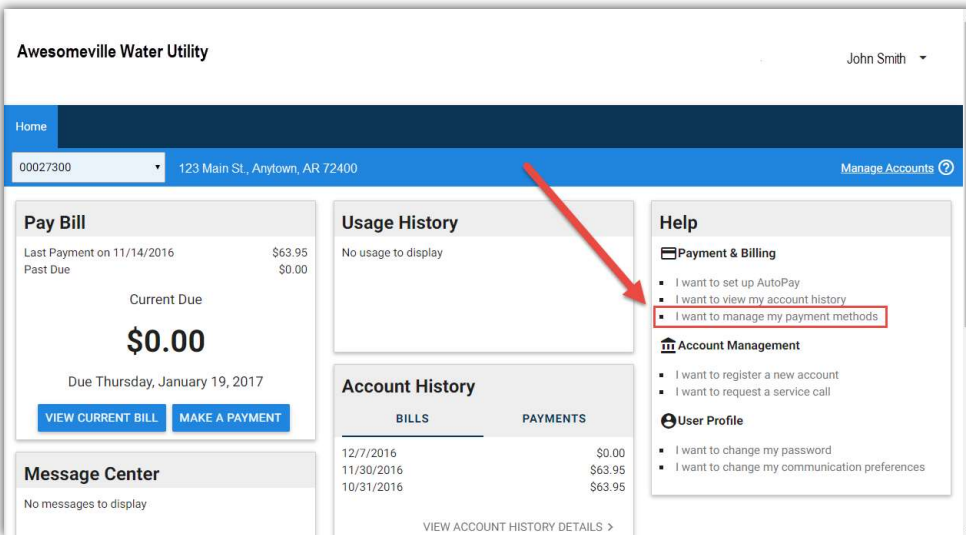 Awesomeville Water Utility
John Smith
Home
00027300
123 Main St., Anytown, AR 72400
Manage Accounts ?
Pay Bill
Last Payment on 11/14/2016 $63.95
Past Due $0.00
Current Due
$0.00
Due Thursday, January 19, 2017
VIEW CURRENT BILL MAKE A PAYMENT
Message Center
No messages to display
Usage History
No usage to display
Account History
BILLS PAYMENTS
12/7/2016 $0.00
11/30/2016 $63.95
10/31/2016 $63.95
VIEW ACCOUNT HISTORY DETAILS >
Help
Payment & Billing
I want to set up AutoPay
I want to view my account history
I want to manage my payment methods
Account Management
I want to register a new account
I want to request a service call
User Profile
I want to change my password
I want to change my communication preferences